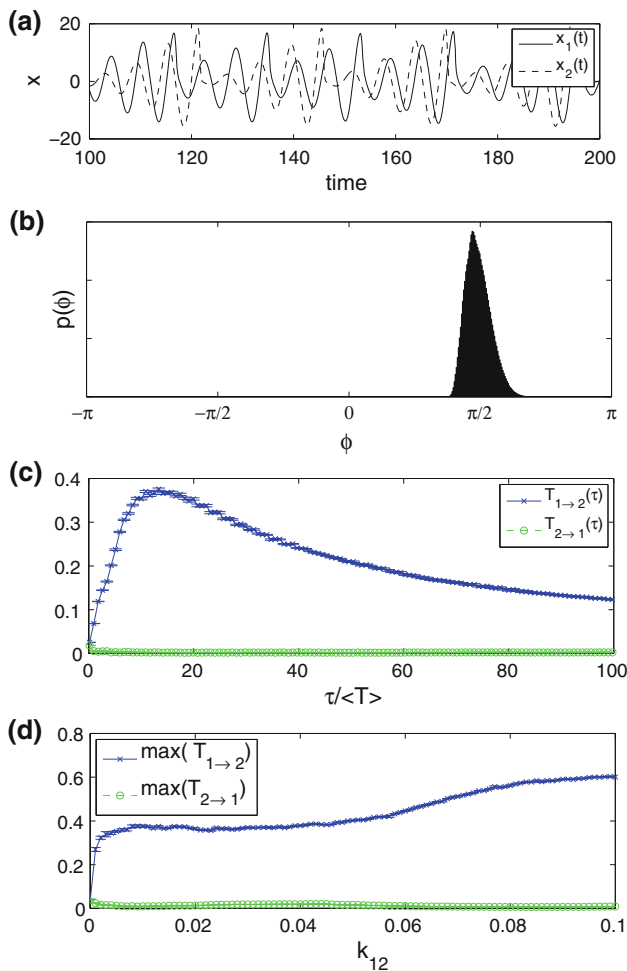 (a)
20
0
−20
x
x1(t)
x2(t)
100 120 140 160 180 200
time
(b)
p(ϕ)
−π −π/2 0 π/2 π
ϕ
(c)
0.4
0.3
0.2
0.1
0
T1→2(τ)
T2→1(τ)
0 20 40 60 80 100
τ/<T>
(d)
0.8
0.6
0.4
0.2
0
max( T1→2)
max(T2→1)
0 0.02 0.04 0.06 0.08 0.1
k12